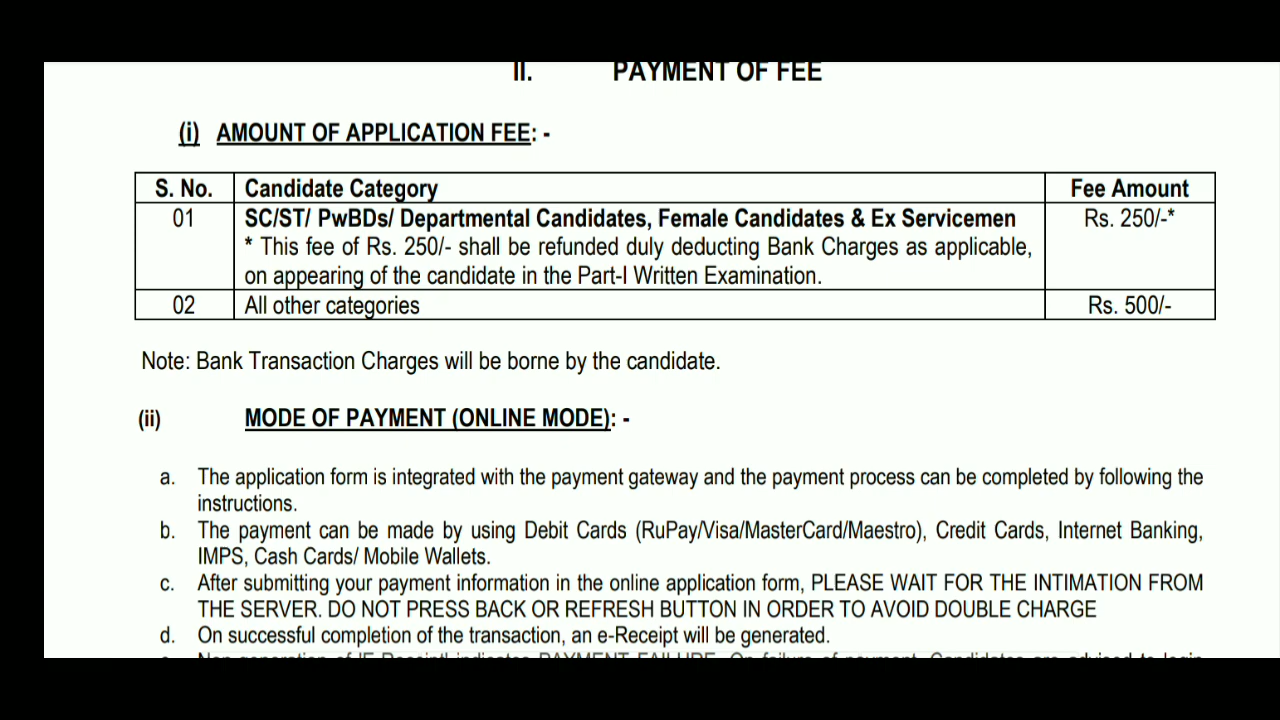 II. PAYMENT OF FEE
(i) AMOUNT OF APPLICATION FEE: -
S. No. Candidate Category Fee Amount
01 SC/ST/ PwBDs/ Departmental Candidates, Female Candidates & Ex Servicemen Rs. 250/-*
* This fee of Rs. 250/- shall be refunded duly deducting Bank Charges as applicable,
on appearing of the candidate in the Part-I Written Examination.
02 All other categories Rs. 500/-
Note: Bank Transaction Charges will be borne by the candidate.
(ii) MODE OF PAYMENT (ONLINE MODE): -
a. The application form is integrated with the payment gateway and the payment process can be completed by following the
instructions.
b. The payment can be made by using Debit Cards (RuPay/Visa/MasterCard/Maestro), Credit Cards, Internet Banking,
IMPS, Cash Cards/ Mobile Wallets.
c. After submitting your payment information in the online application form, PLEASE WAIT FOR THE INTIMATION FROM
THE SERVER. DO NOT PRESS BACK OR REFRESH BUTTON IN ORDER TO AVOID DOUBLE CHARGE
d. On successful completion of the transaction, an e-Receipt will be generated.